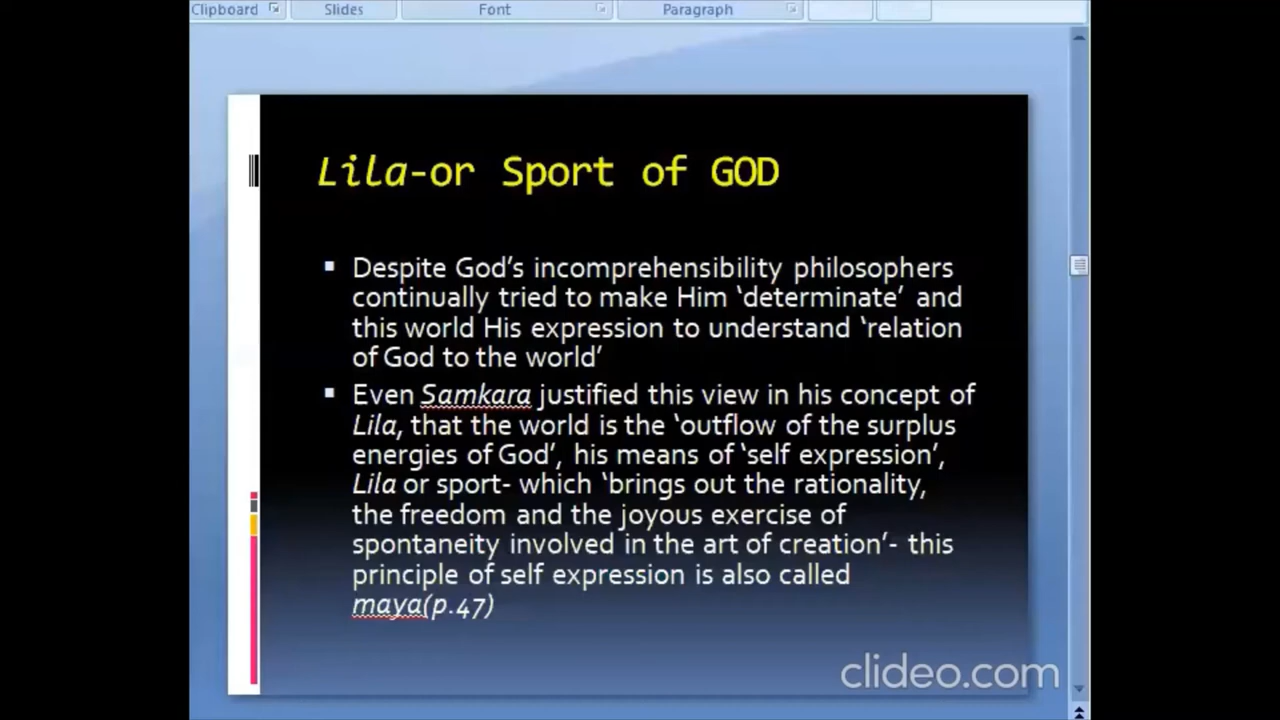 Clipboard Slides Font Paragraph
Lila-or Sport of GOD
Despite God's incomprehensibility philosophers
continually tried to make Him ‘determinate’ and
this world His expression to understand ‘relation
of God to the world’
Even Samkara justified this view in his concept of
Lila, that the world is the ‘outflow of the surplus
energies of God’, his means of ‘self expression’,
Lila or sport- which ‘brings out the rationality,
the freedom and the joyous exercise of
spontaneity involved in the art of creation’- this
principle of self expression is also called
maya(p.47)
clideo.com